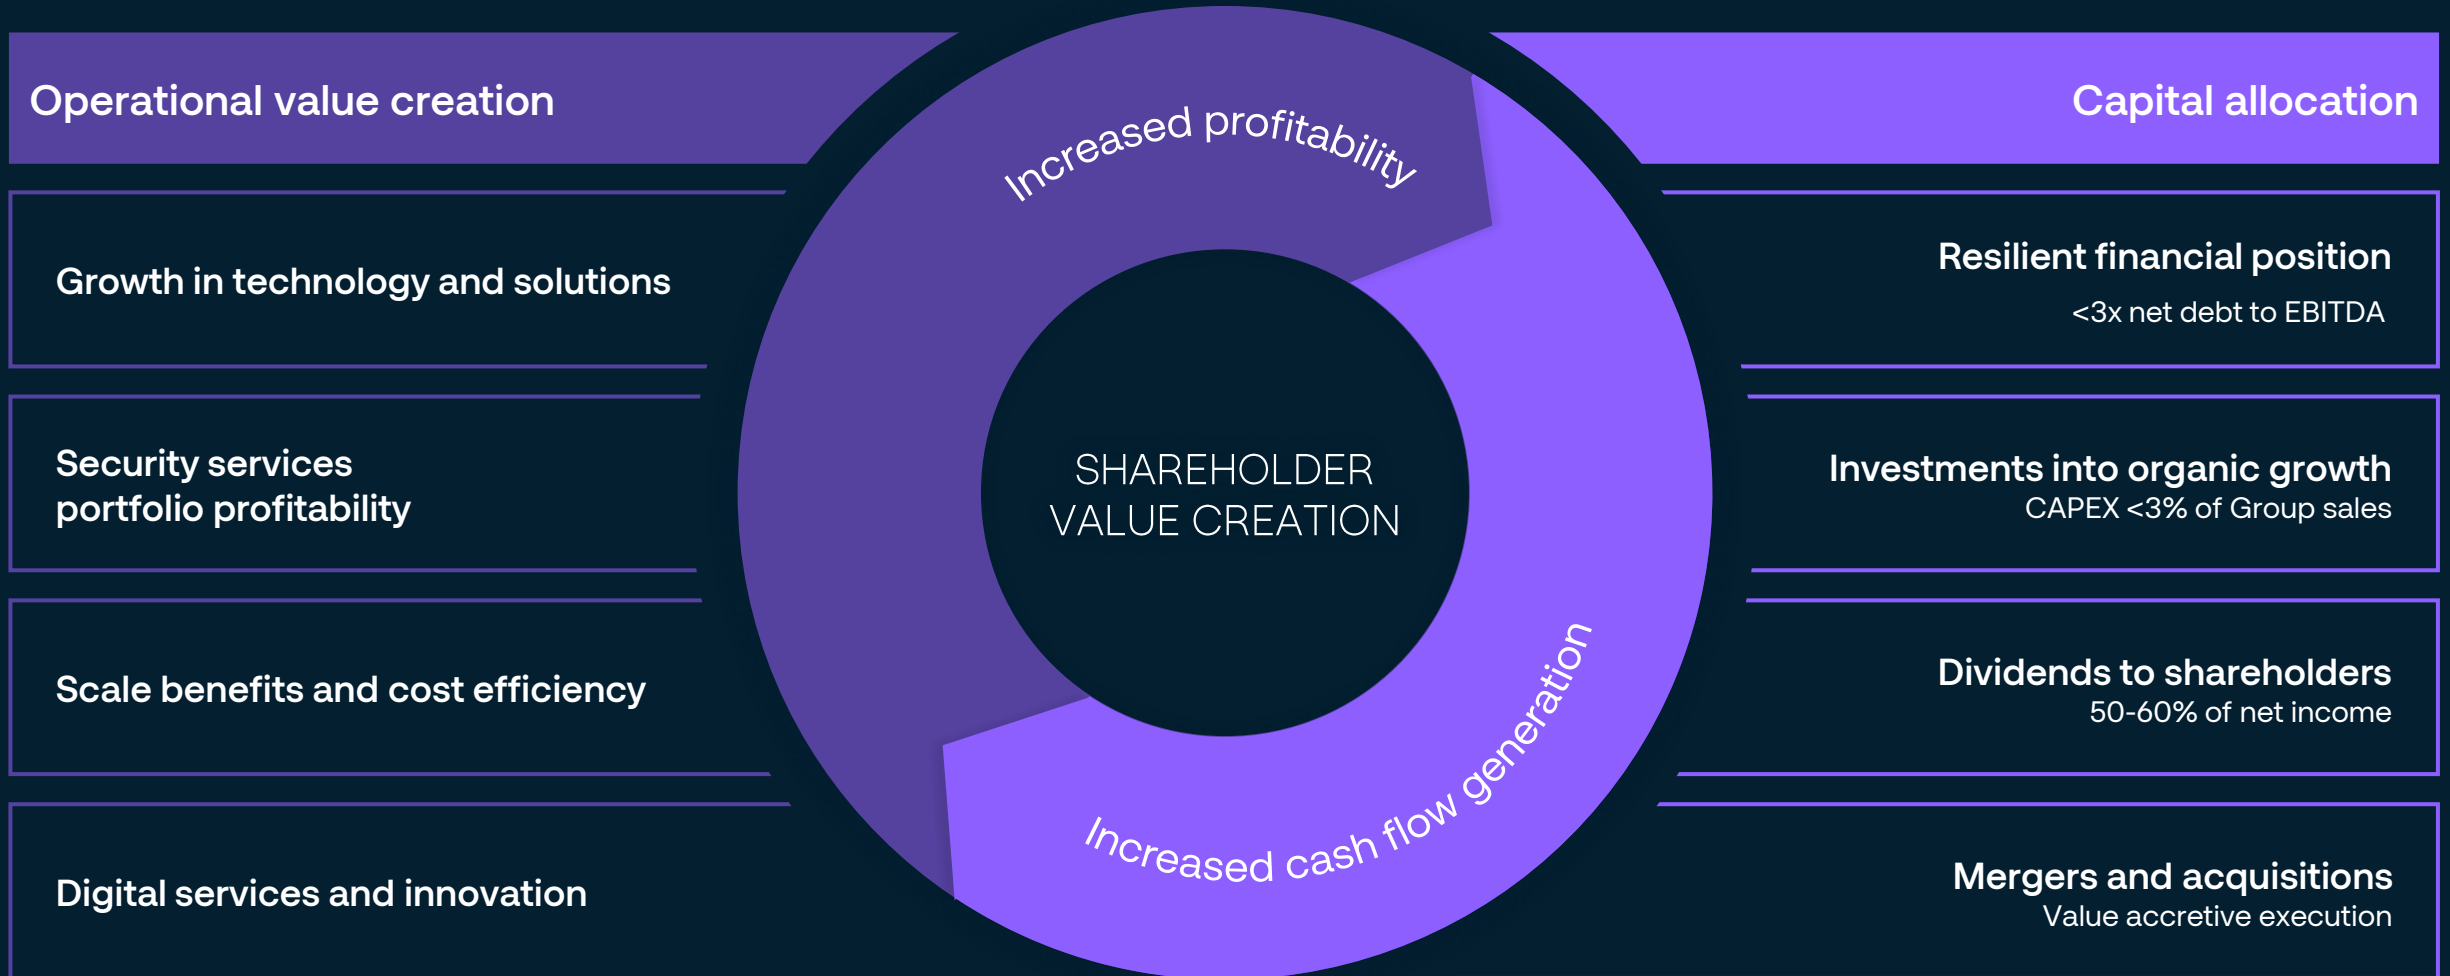 Operational value creation
Growth in technology and solutions
Security services
portfolio profitability
Scale benefits and cost efficiency
Digital services and innovation
Increased profitability
SHAREHOLDER
VALUE CREATION
Increased cash flow generation
Capital allocation
Resilient financial position
<3x net debt to EBITDA
Investments into organic growth
CAPEX <3% of Group sales
Dividends to shareholders
50-60% of net income
Mergers and acquisitions
Value accretive execution